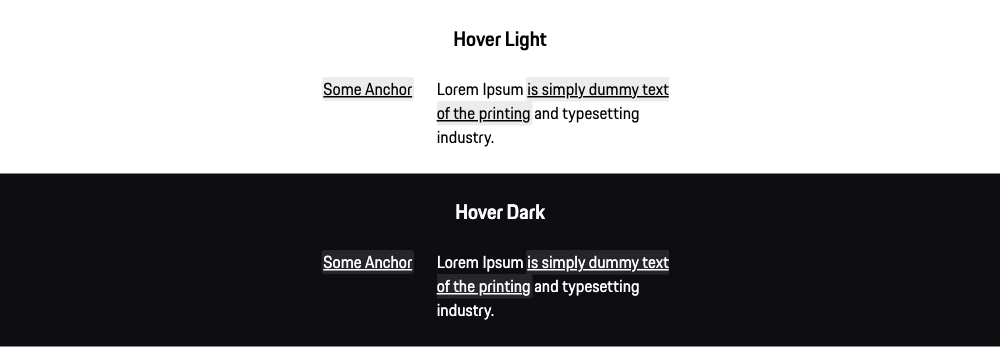 Hover Light
Some Anchor
Lorem Ipsum is simply dummy text
of the printing and typesetting
industry.
Hover Dark
Some Anchor
Lorem Ipsum is simply dummy text
of the printing and typesetting
industry.